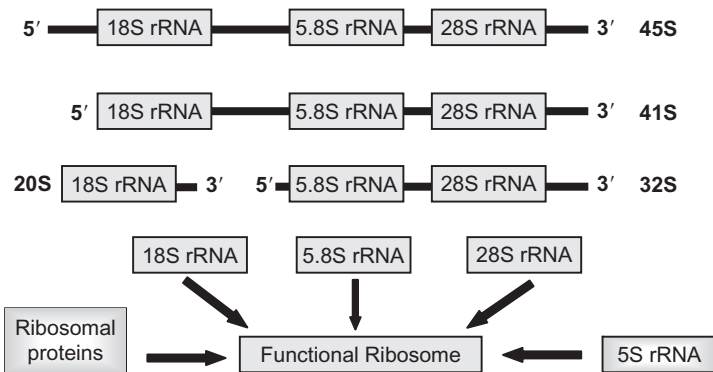 5′ 18S rRNA 5.8S rRNA 28S rRNA 3′ 45S
5′ 18S rRNA 5.8S rRNA 28S rRNA 3′ 41S
20S 18S rRNA 3′ 5′ 5.8S rRNA 28S rRNA 3′ 32S
18S rRNA 5.8S rRNA 28S rRNA
Ribosomal
proteins
Functional Ribosome
5S rRNA